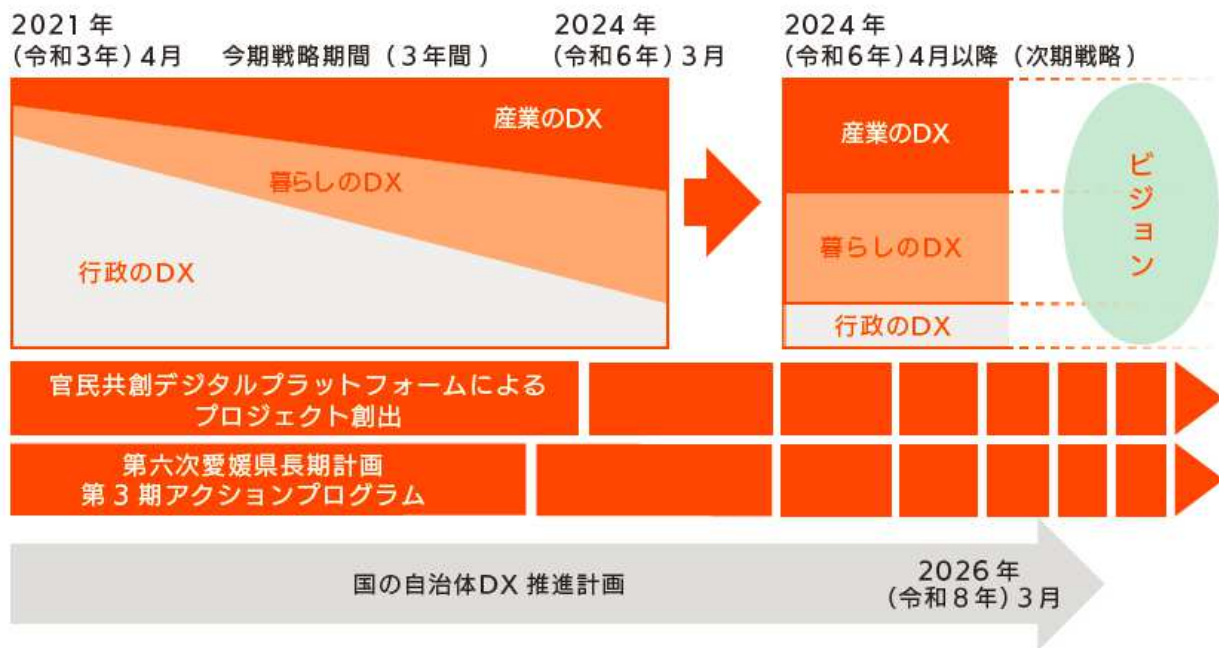 2021年
(令和3年) 4月
今期戦略期間(3年間)
2024年
(令和6年) 3月
2024年
(令和6年) 4月以降(次期戦略)
産業のDX
暮らしのDX
行政のDX
産業のDX
暮らしのDX
行政のDX
ビジョン
官民共創デジタルプラットフォームによる
プロジェクト創出
第六次愛媛県長期計画
第3期アクションプログラム
国の自治体DX 推進計画
2026年
(令和8年) 3月